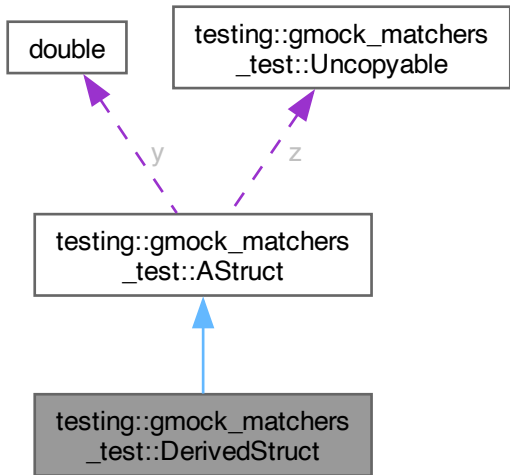 double
testing::gmock_matchers
_test::Uncopyable
y
z
testing::gmock_matchers
_test::AStruct
testing::gmock_matchers
_test::DerivedStruct